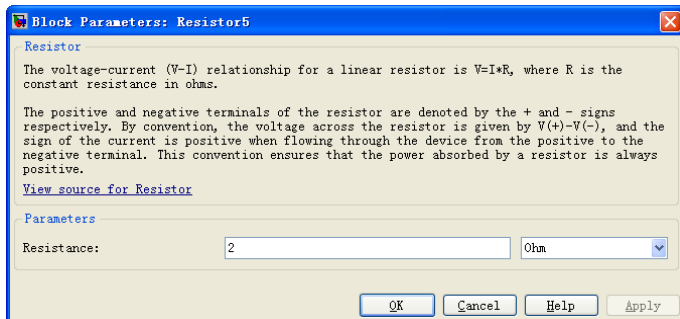 Block Parameters: Resistor5
Resistor
The voltage-current (V-I) relationship for a linear resistor is V=I*R, where R is the
constant resistance in ohms.
The positive and negative terminals of the resistor are denoted by the + and - signs
respectively. By convention, the voltage across the resistor is given by V(+)-V(-), and the
sign of the current is positive when flowing through the device from the positive to the
negative terminal. This convention ensures that the power absorbed by a resistor is always
positive.
View source for Resistor
Parameters
Resistance: 2 Ohm
OK Cancel Help Apply